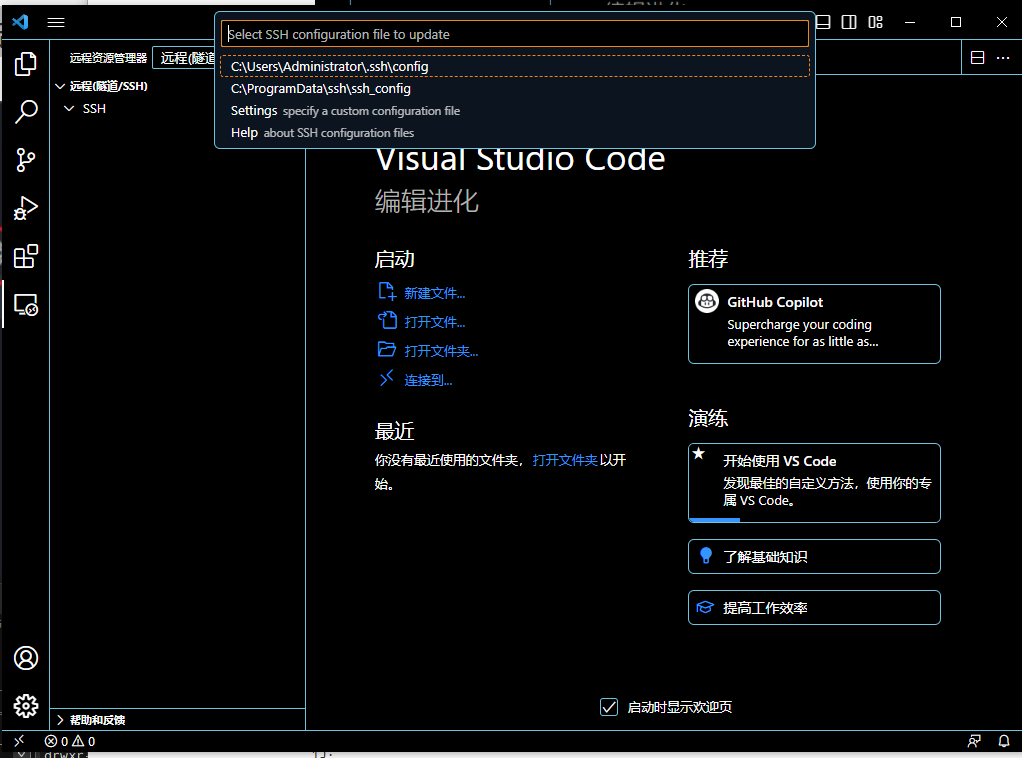 Select SSH configuration file to update
C:\Users\Administrator\.ssh\config
C:\ProgramData\ssh\ssh_config
Settings specify a custom configuration file
Help about SSH configuration files
远程资源管理器
远程(隧道
远程(隧道/SSH)
SSH
Visual Studio Code
编辑进化
启动
新建文件...
打开文件...
打开文件夹...
连接到...
最近
你没有最近使用的文件夹，打开文件夹以开
始。
推荐
GitHub Copilot
Supercharge your coding
experience for as little as...
演练
开始使用 VS Code
发现最佳的自定义方法，使用你的专
属 VS Code。
了解基础知识
提高工作效率
启动时显示欢迎页
帮助和反馈
0 0